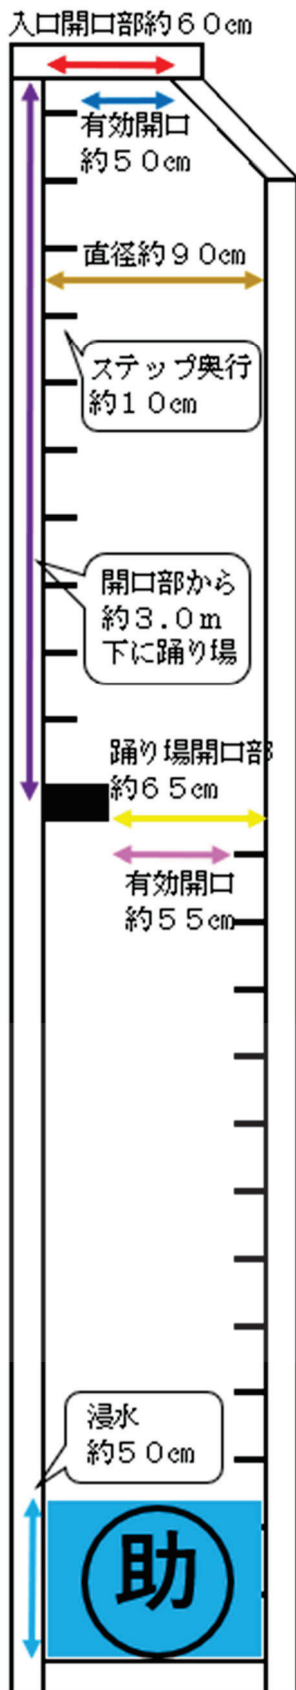 入口開口部約６０㎝
有効開口
約５０㎝
直径約９０㎝
ステップ奥行
約１０㎝
開口部から
約３.０ｍ
下に踊り場
踊り場開口部
約６５㎝
有効開口
約５５㎝
浸水
約５０㎝
助